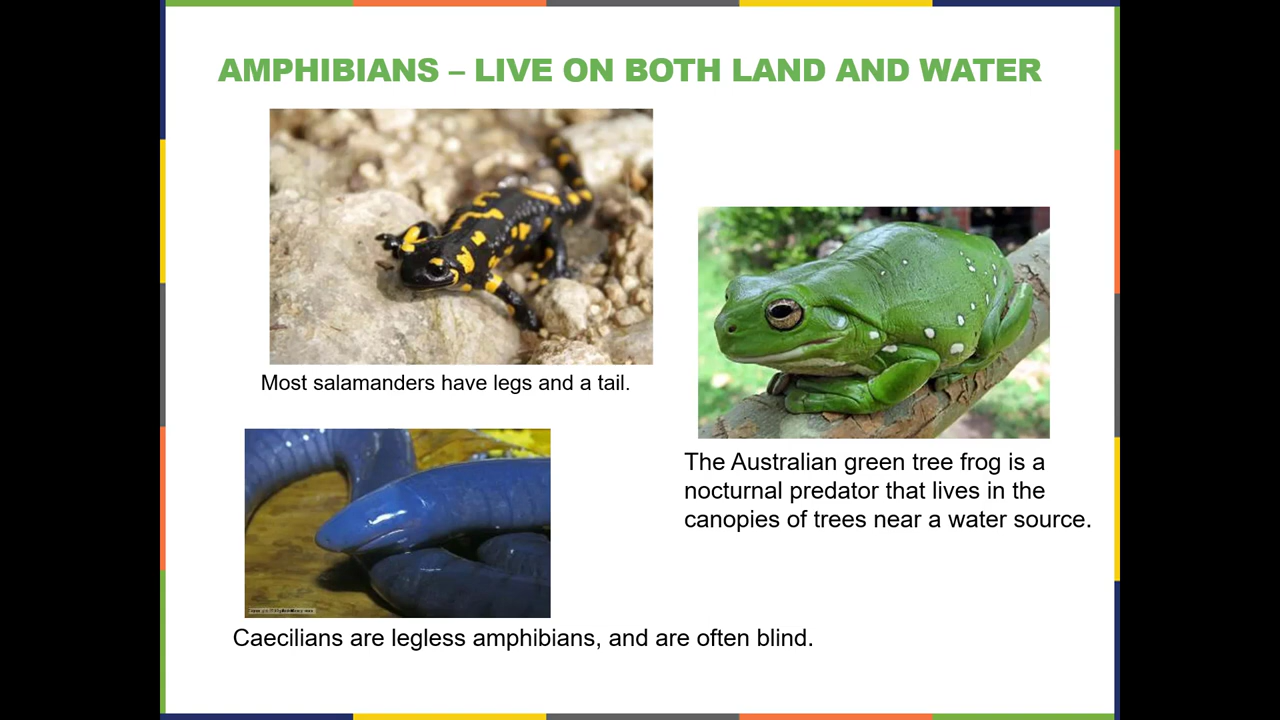 AMPHIBIANS – LIVE ON BOTH LAND AND WATER
Most salamanders have legs and a tail.
The Australian green tree frog is a
nocturnal predator that lives in the
canopies of trees near a water source.
Caecilians are legless amphibians, and are often blind.